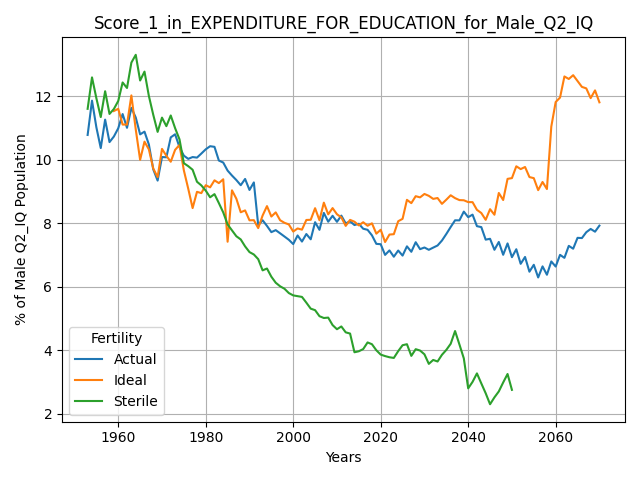 Score_1_in_EXPENDITURE_FOR_EDUCATION_for_Male_Q2_IQ
% of Male Q2_IQ Population
12
10
8
6
4
2
Fertility
Actual
Ideal
Sterile
1960 1980 2000 2020 2040 2060
Years